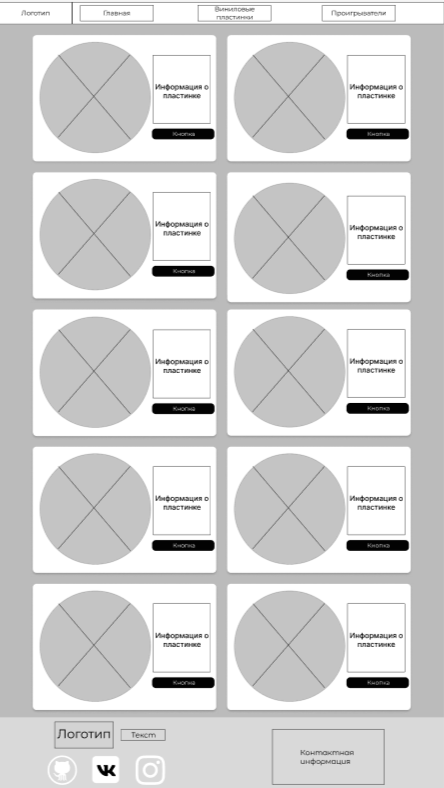 Логотип
Главная
Виниловые
пластинки
Проигрыватели
Информация о
пластинке
Кнопка
Информация о
пластинке
Кнопка
Информация о
пластинке
Кнопка
Информация о
пластинке
Кнопка
Информация о
пластинке
Кнопка
Информация о
пластинке
Кнопка
Информация о
пластинке
Кнопка
Информация о
пластинке
Кнопка
Информация о
пластинке
Кнопка
Информация о
пластинке
Кнопка
Логотип
Текст
Контактная
информация